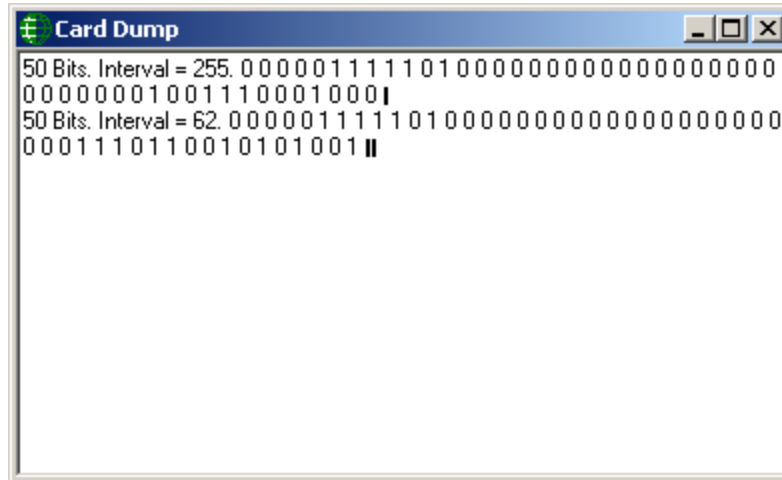 Card Dump
50 Bits. Interval = 255. 0 0 0 0 0 1 1 1 1 1 0 1 0 0 0 0 0 0 0 0 0 0 0 0 0 0 0 0 0 0
0 0 0 0 0 0 0 1 0 0 1 1 1 0 0 0 1 0 0 0
50 Bits. Interval = 62. 0 0 0 0 0 1 1 1 1 1 0 1 0 0 0 0 0 0 0 0 0 0 0 0 0 0 0 0 0 0 0
0 0 0 1 1 1 0 1 1 0 0 1 0 1 0 1 0 0 1